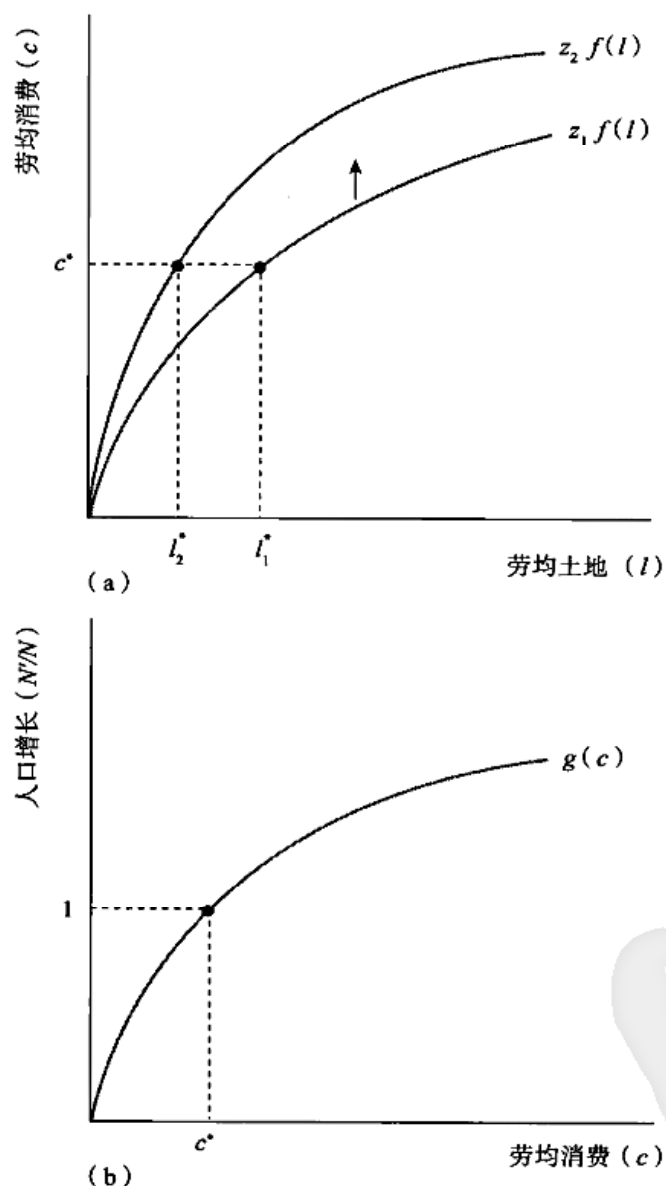 劳均消费(c)
z₂ f(l)
z₁ f(l)
c*
l₂*
l₁*
劳均土地 (l)
(a)
人口增长(N'/N)
g(c)
1
c*
劳均消费(c)
(b)